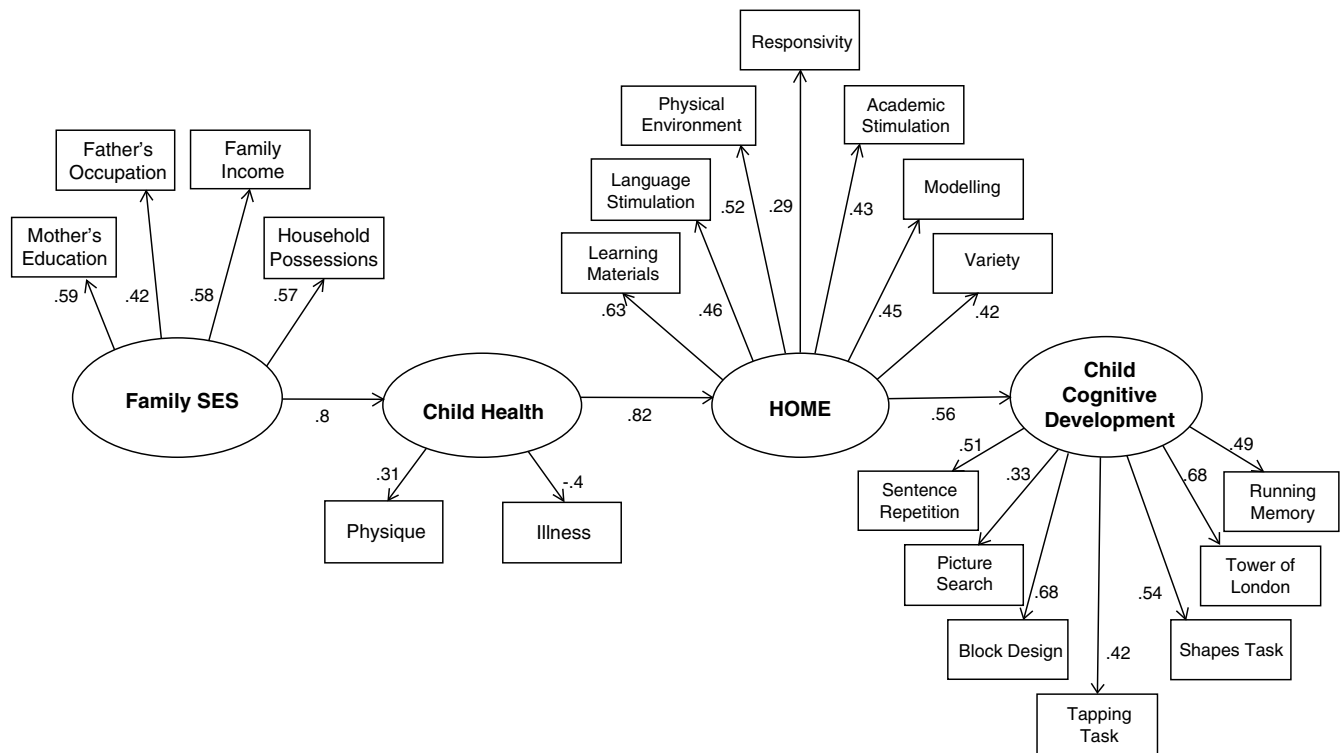 Responsivity
Physical
Environment
Academic
Stimulation
Father’s
Occupation
Family
Income
Language
Stimulation
Modelling
Mother’s
Education
Household
Possessions
Learning
Materials
Variety
.52
.29
.43
.59
.42
.58
.57
.63
.46
.45
.42
Family SES
.8
Child Health
.82
HOME
.56
Child
Cognitive
Development
.31
-.4
Physique
Illness
.51
.33
.68
.49
Sentence
Repetition
Running
Memory
Picture
Search
Tower of
London
.68
.54
Block Design
.42
Shapes Task
Tapping
Task